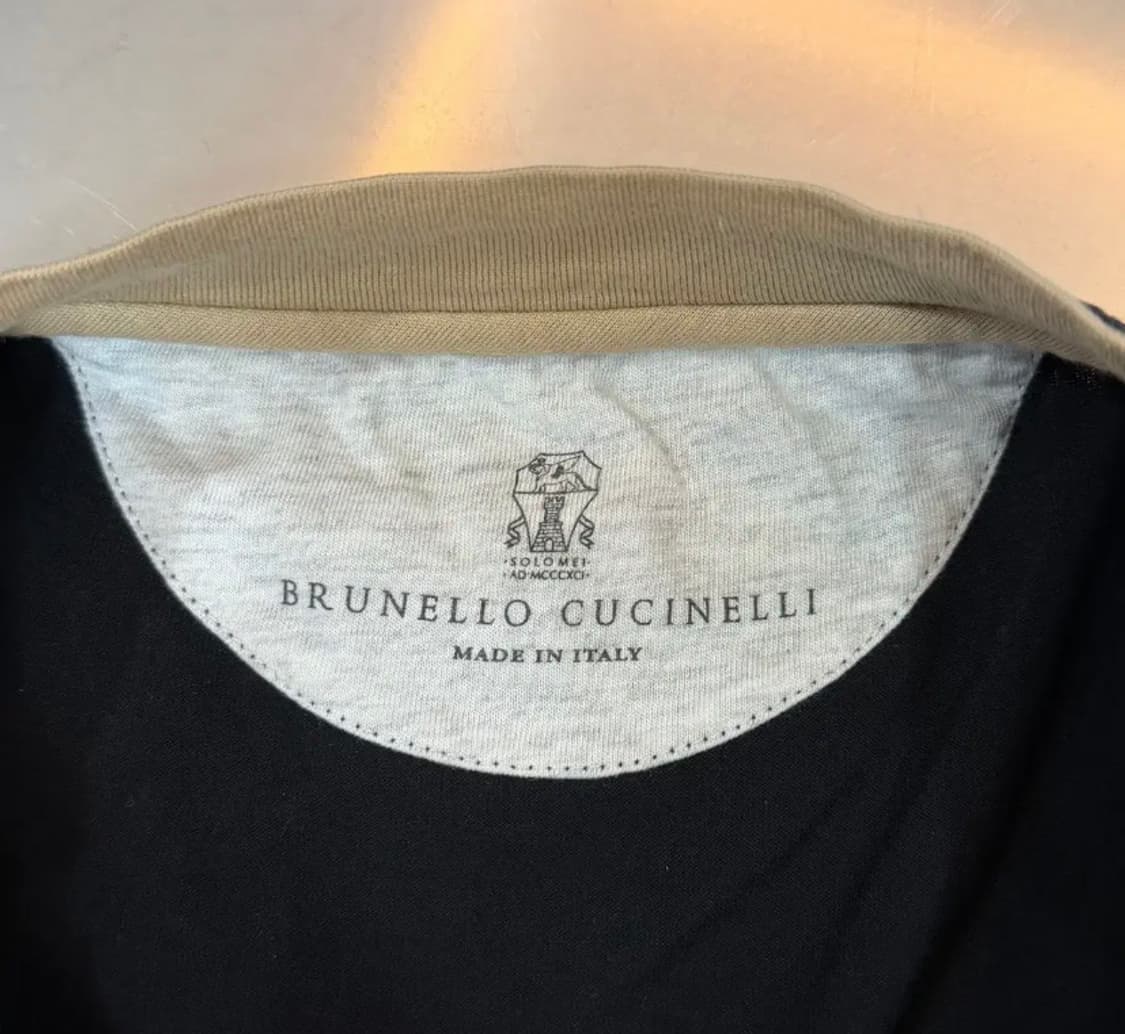 ·SOLOMEI·
·AD·MCCCXCI·
BRUNELLO CUCINELLI
MADE IN ITALY